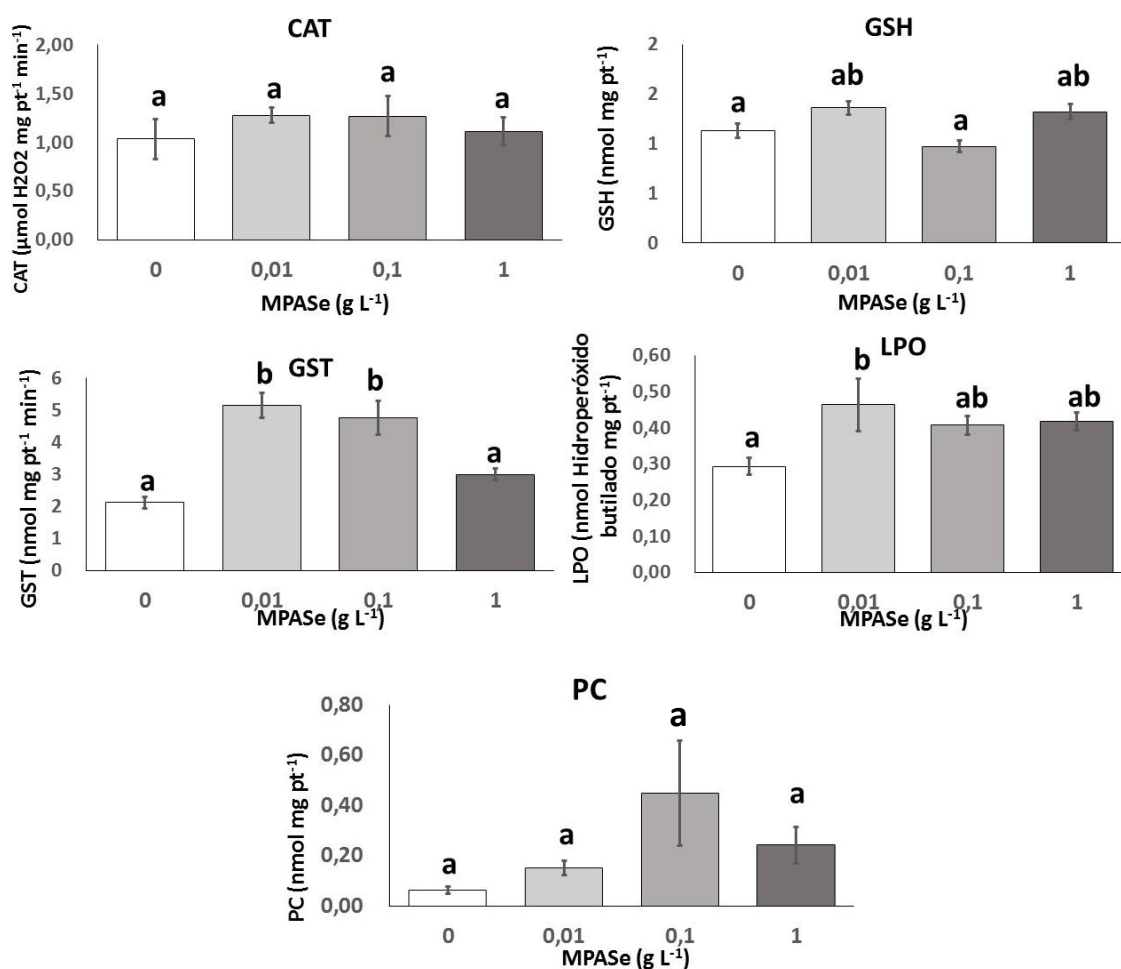 CAT
CAT (µmol H2O2 mg pt⁻¹ min⁻¹)
2,00
1,50
1,00
0,50
0,00
a
a
a
a
0 0,01 0,1 1
MPASe (g L⁻¹)
GSH
GSH (nmol mg pt⁻¹)
2
2
1
1
0
a
ab
a
ab
0 0,01 0,1 1
MPASe (g L⁻¹)
GST
GST (nmol mg pt⁻¹ min⁻¹)
6
5
4
3
2
1
0
a
b
b
a
0 0,01 0,1 1
MPASe (g L⁻¹)
LPO
LPO (nmol Hidroperóxido
butilado mg pt⁻¹)
0,60
0,50
0,40
0,30
0,20
0,10
0,00
a
b
ab
ab
0 0,01 0,1 1
MPASe (g L⁻¹)
PC
PC (nmol mg pt⁻¹)
0,80
0,60
0,40
0,20
0,00
a
a
a
a
0 0,01 0,1 1
MPASe (g L⁻¹)